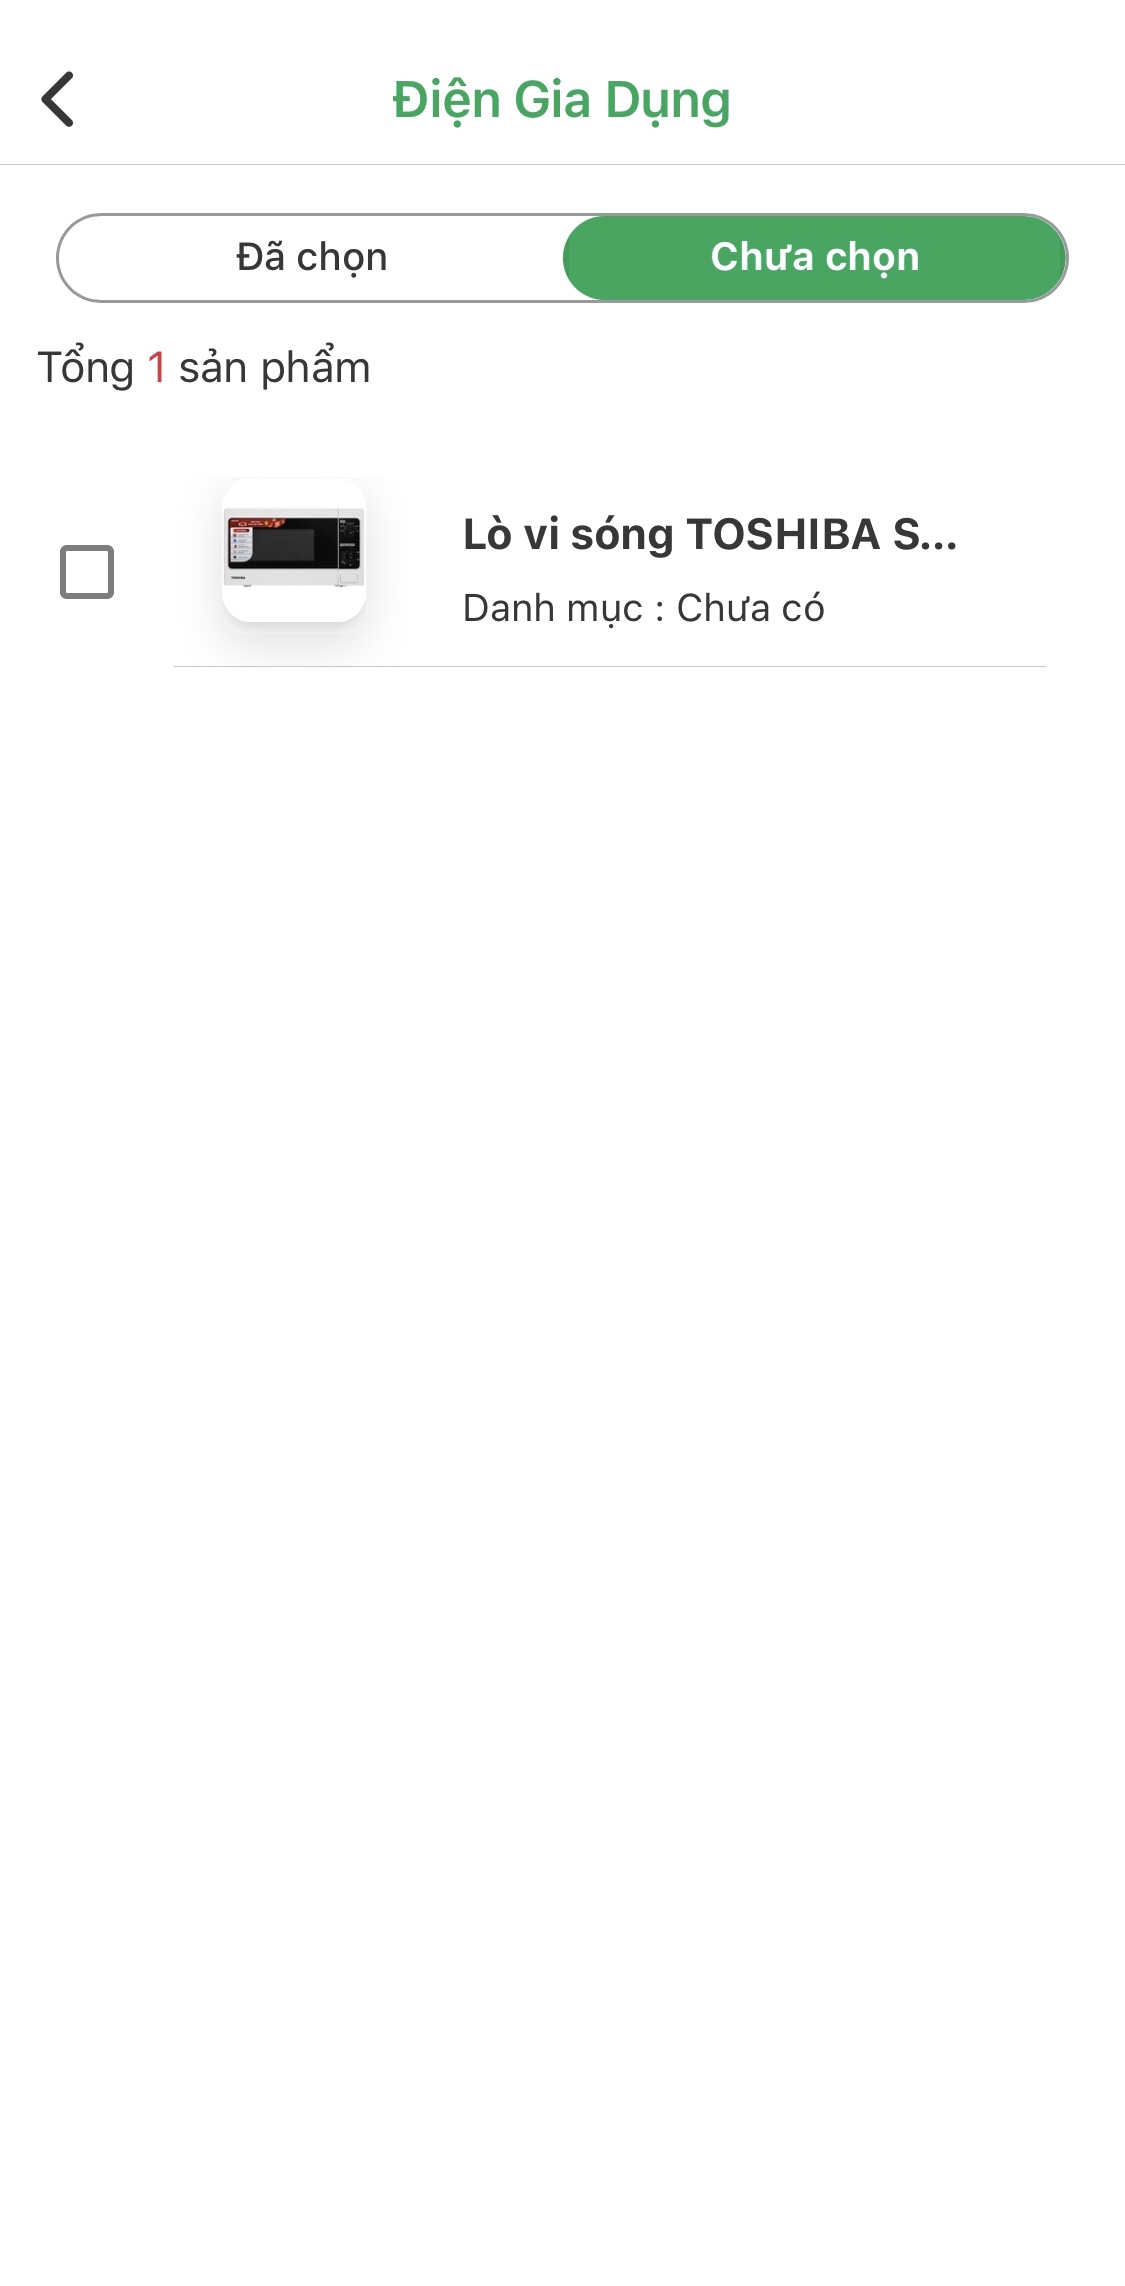 Điện Gia Dụng
Đã chọn
Chưa chọn
Tổng 1 sản phẩm
Lò vi sóng TOSHIBA S...
Danh mục : Chưa có
TOSHIBA